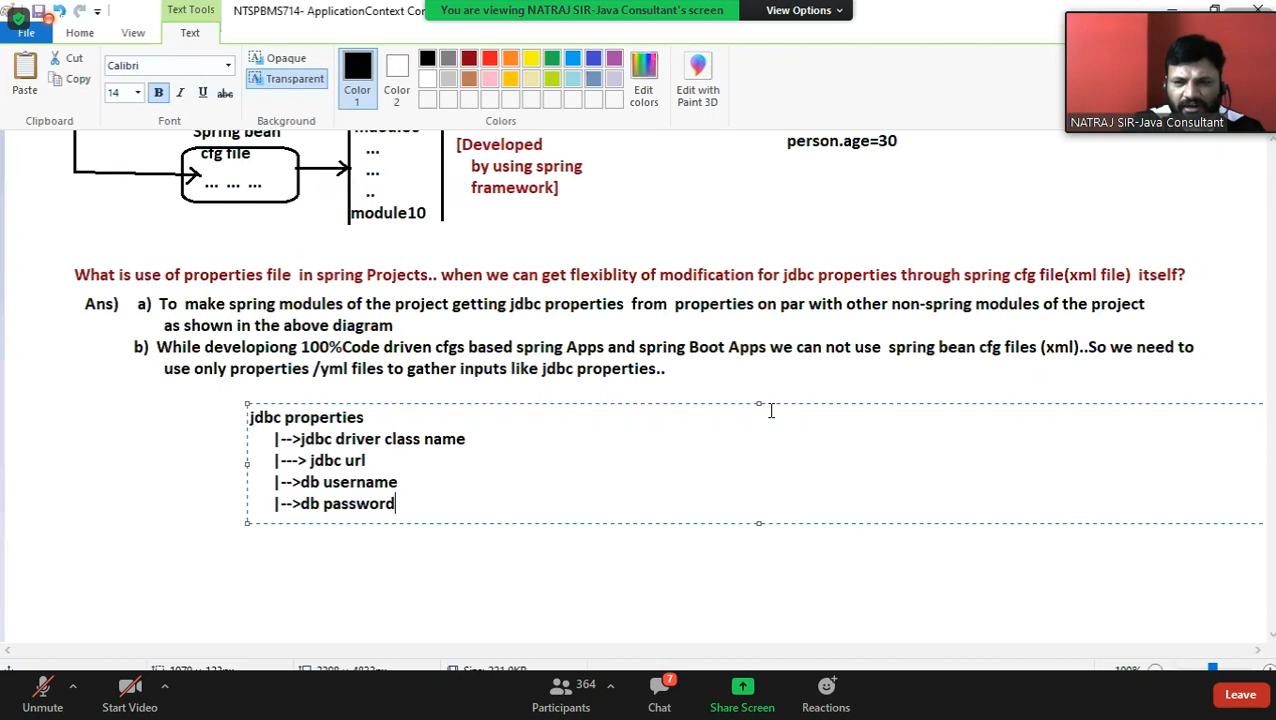 Text Tools
NTSPBMS714- ApplicationContext Con
You are viewing NATRAJ SIR-Java Consultant's screen
View Options
File
Home
View
Text
Paste
Cut
Copy
Calibri
14
B
I
U
abc
Opaque
Transparent
Color
1
Color
2
Edit
colors
Edit with
Paint 3D
Clipboard
Font
Background
Colors
NATRAJ SIR-Java Consultant
Spring bean
cfg file
... ... ...
...
...
..
module10
[Developed
by using spring
framework]
person.age=30
What is use of properties file in spring Projects.. when we can get flexiblity of modification for jdbc properties through spring cfg file(xml file) itself?
Ans) a) To make spring modules of the project getting jdbc properties from properties on par with other non-spring modules of the project
as shown in the above diagram
b) While developiong 100%Code driven cfgs based spring Apps and spring Boot Apps we can not use spring bean cfg files (xml)..So we need to
use only properties /yml files to gather inputs like jdbc properties..
jdbc properties
|-->jdbc driver class name
|---> jdbc url
|-->db username
|-->db password
100%
Unmute
Start Video
364
Participants
7
Chat
Share Screen
Reactions
Leave